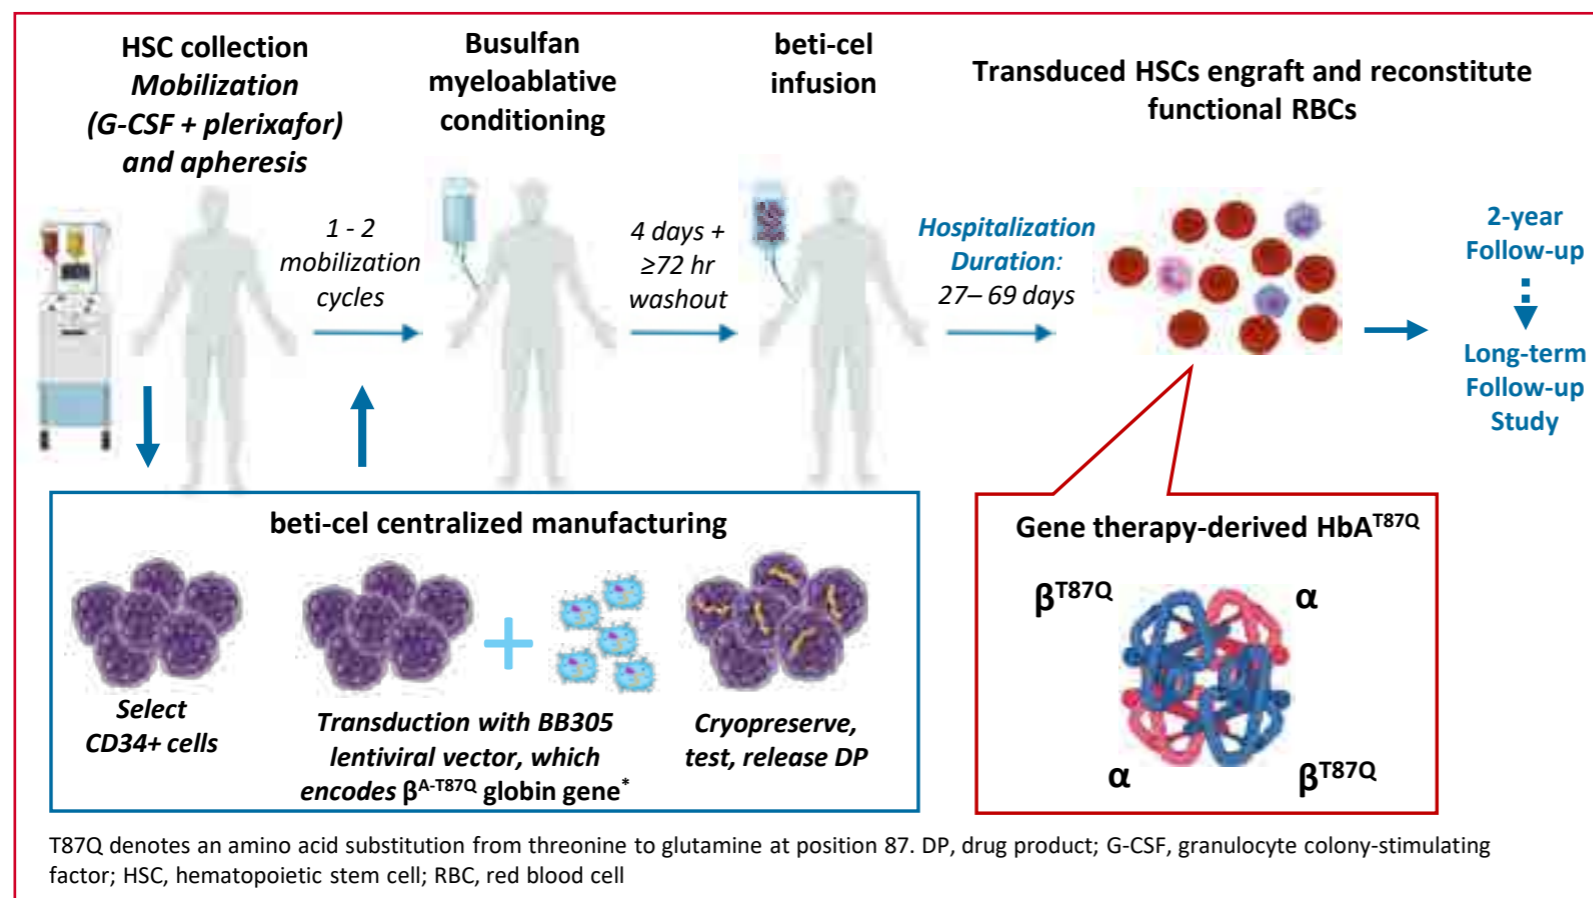 HSC collection
Mobilization
(G-CSF + plerixafor)
and apheresis
1 - 2
mobilization
cycles
Busulfan
myeloablative
conditioning
4 days +
≥72 hr
washout
beti-cel
infusion
Hospitalization
Duration:
27– 69 days
Transduced HSCs engraft and reconstitute
functional RBCs
2-year
Follow-up
Long-term
Follow-up
Study
beti-cel centralized manufacturing
Select
CD34+ cells
Transduction with BB305
lentiviral vector, which
encodes β^A-T87Q globin gene*
Cryopreserve,
test, release DP
Gene therapy-derived HbA^T87Q
β^T87Q
α
α
β^T87Q
T87Q denotes an amino acid substitution from threonine to glutamine at position 87. DP, drug product; G-CSF, granulocyte colony-stimulating
factor; HSC, hematopoietic stem cell; RBC, red blood cell